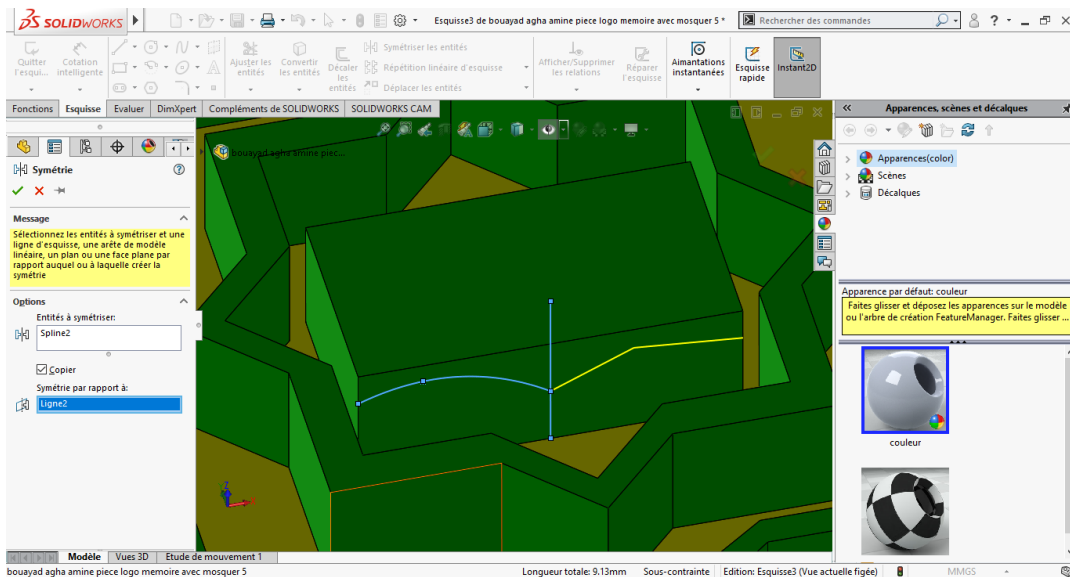 SOLIDWORKS
Esquisse3 de bouayad agha amine piece logo memoire avec mosquer 5 *
Rechercher des commandes
Quitter l'esqui...
Cotation intelligente
Ajuster les entités
Convertir les entités
Décaler les entités
Symétriser les entités
Répétition linéaire d'esquisse
Déplacer les entités
Afficher/Supprimer les relations
Réparer l'esquisse
Aimantations instantanées
Esquisse rapide
Instant2D
Fonctions
Esquisse
Evaluer
DimXpert
Compléments de SOLIDWORKS
SOLIDWORKS CAM
Apparences, scènes et décalques
bouayad agha amine piec...
Symétrie
Message
Sélectionnez les entités à symétriser et une
ligne d'esquisse, une arête de modèle
linéaire, un plan ou une face plane par
rapport auquel ou à laquelle créer la
symétrie
Options
Entités à symétriser:
Spline2
Copier
Symétrie par rapport à:
Ligne2
Apparences(color)
Scènes
Décalques
Apparence par défaut: couleur
Faites glisser et déposez les apparences sur le modèle
ou l'arbre de création FeatureManager. Faites glisser ...
couleur
Z
Modèle
Vues 3D
Etude de mouvement 1
bouayad agha amine piece logo memoire avec mosquer 5
Longueur totale: 9.13mm
Sous-contrainte
Edition: Esquisse3 (Vue actuelle figée)
MMGS